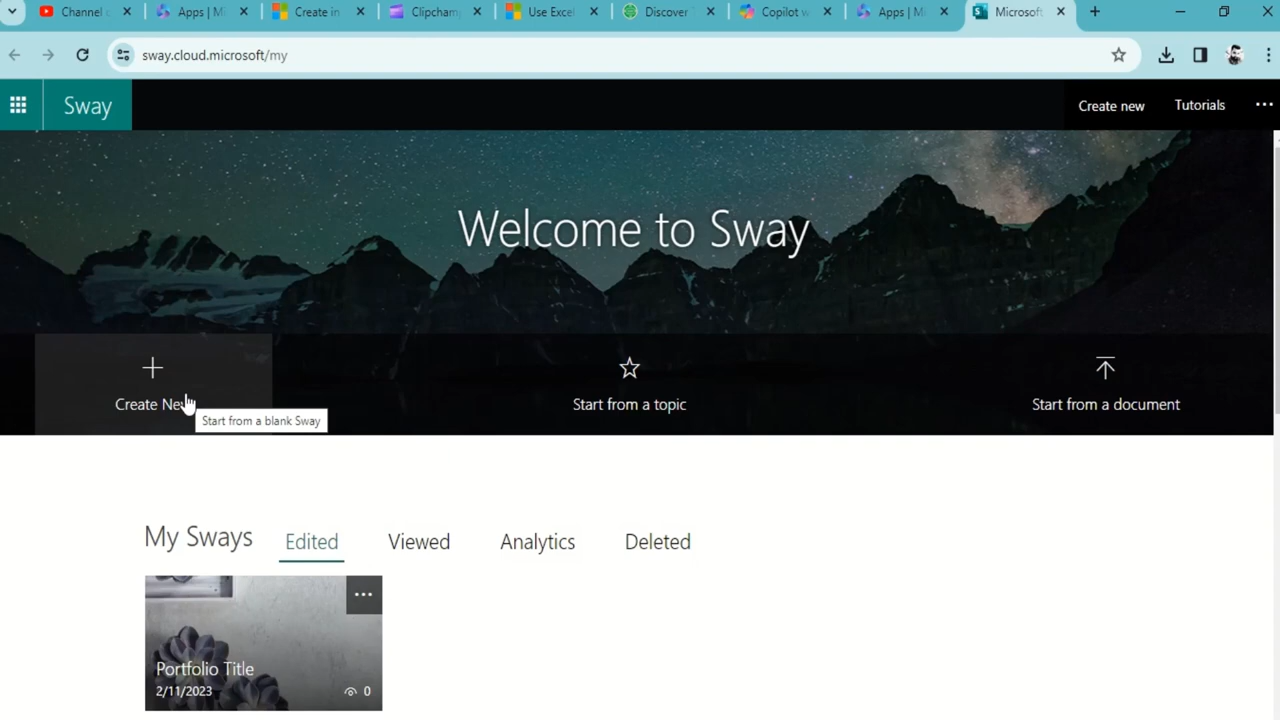 Channel
Apps | Mi
Create in
Clipcham
Use Excel
Discover
Copilot w
Apps | Mi
Microsoft
sway.cloud.microsoft/my
Sway
Create new
Tutorials
Welcome to Sway
Create New
Start from a topic
Start from a document
Start from a blank Sway
My Sways
Edited
Viewed
Analytics
Deleted
Portfolio Title
2/11/2023
0